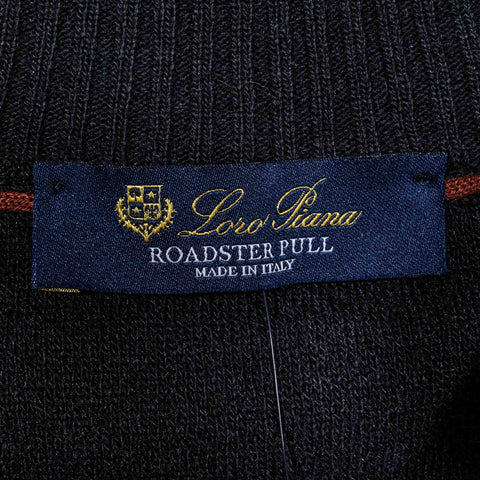 Loro Piana
ROADSTER PULL
MADE IN ITALY